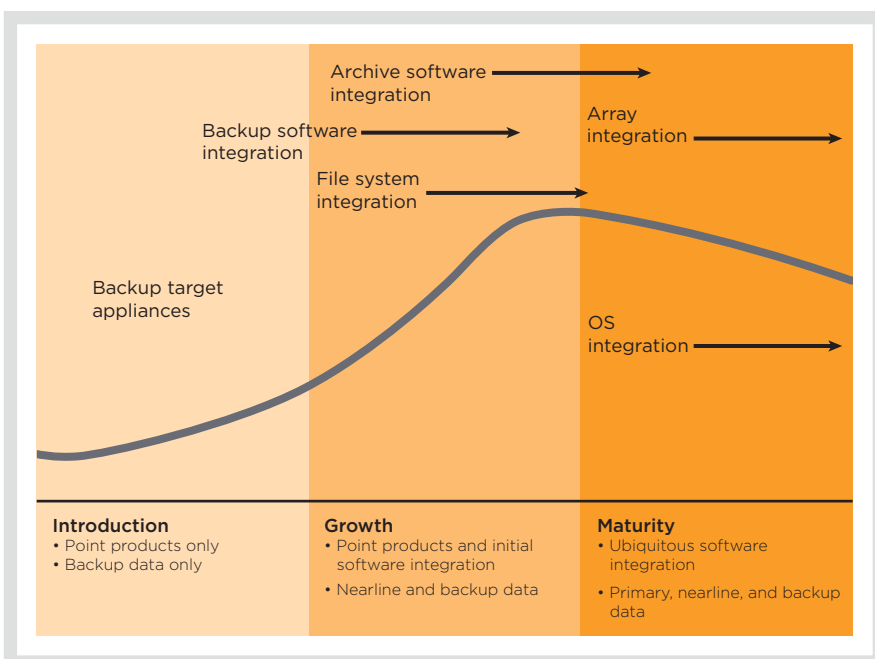 Archive software
integration
Array
integration
Backup software
integration
File system
integration
Backup target
appliances
OS
integration
Introduction
• Point products only
• Backup data only
Growth
• Point products and initial
software integration
• Nearline and backup data
Maturity
• Ubiquitous software
integration
• Primary, nearline, and backup
data